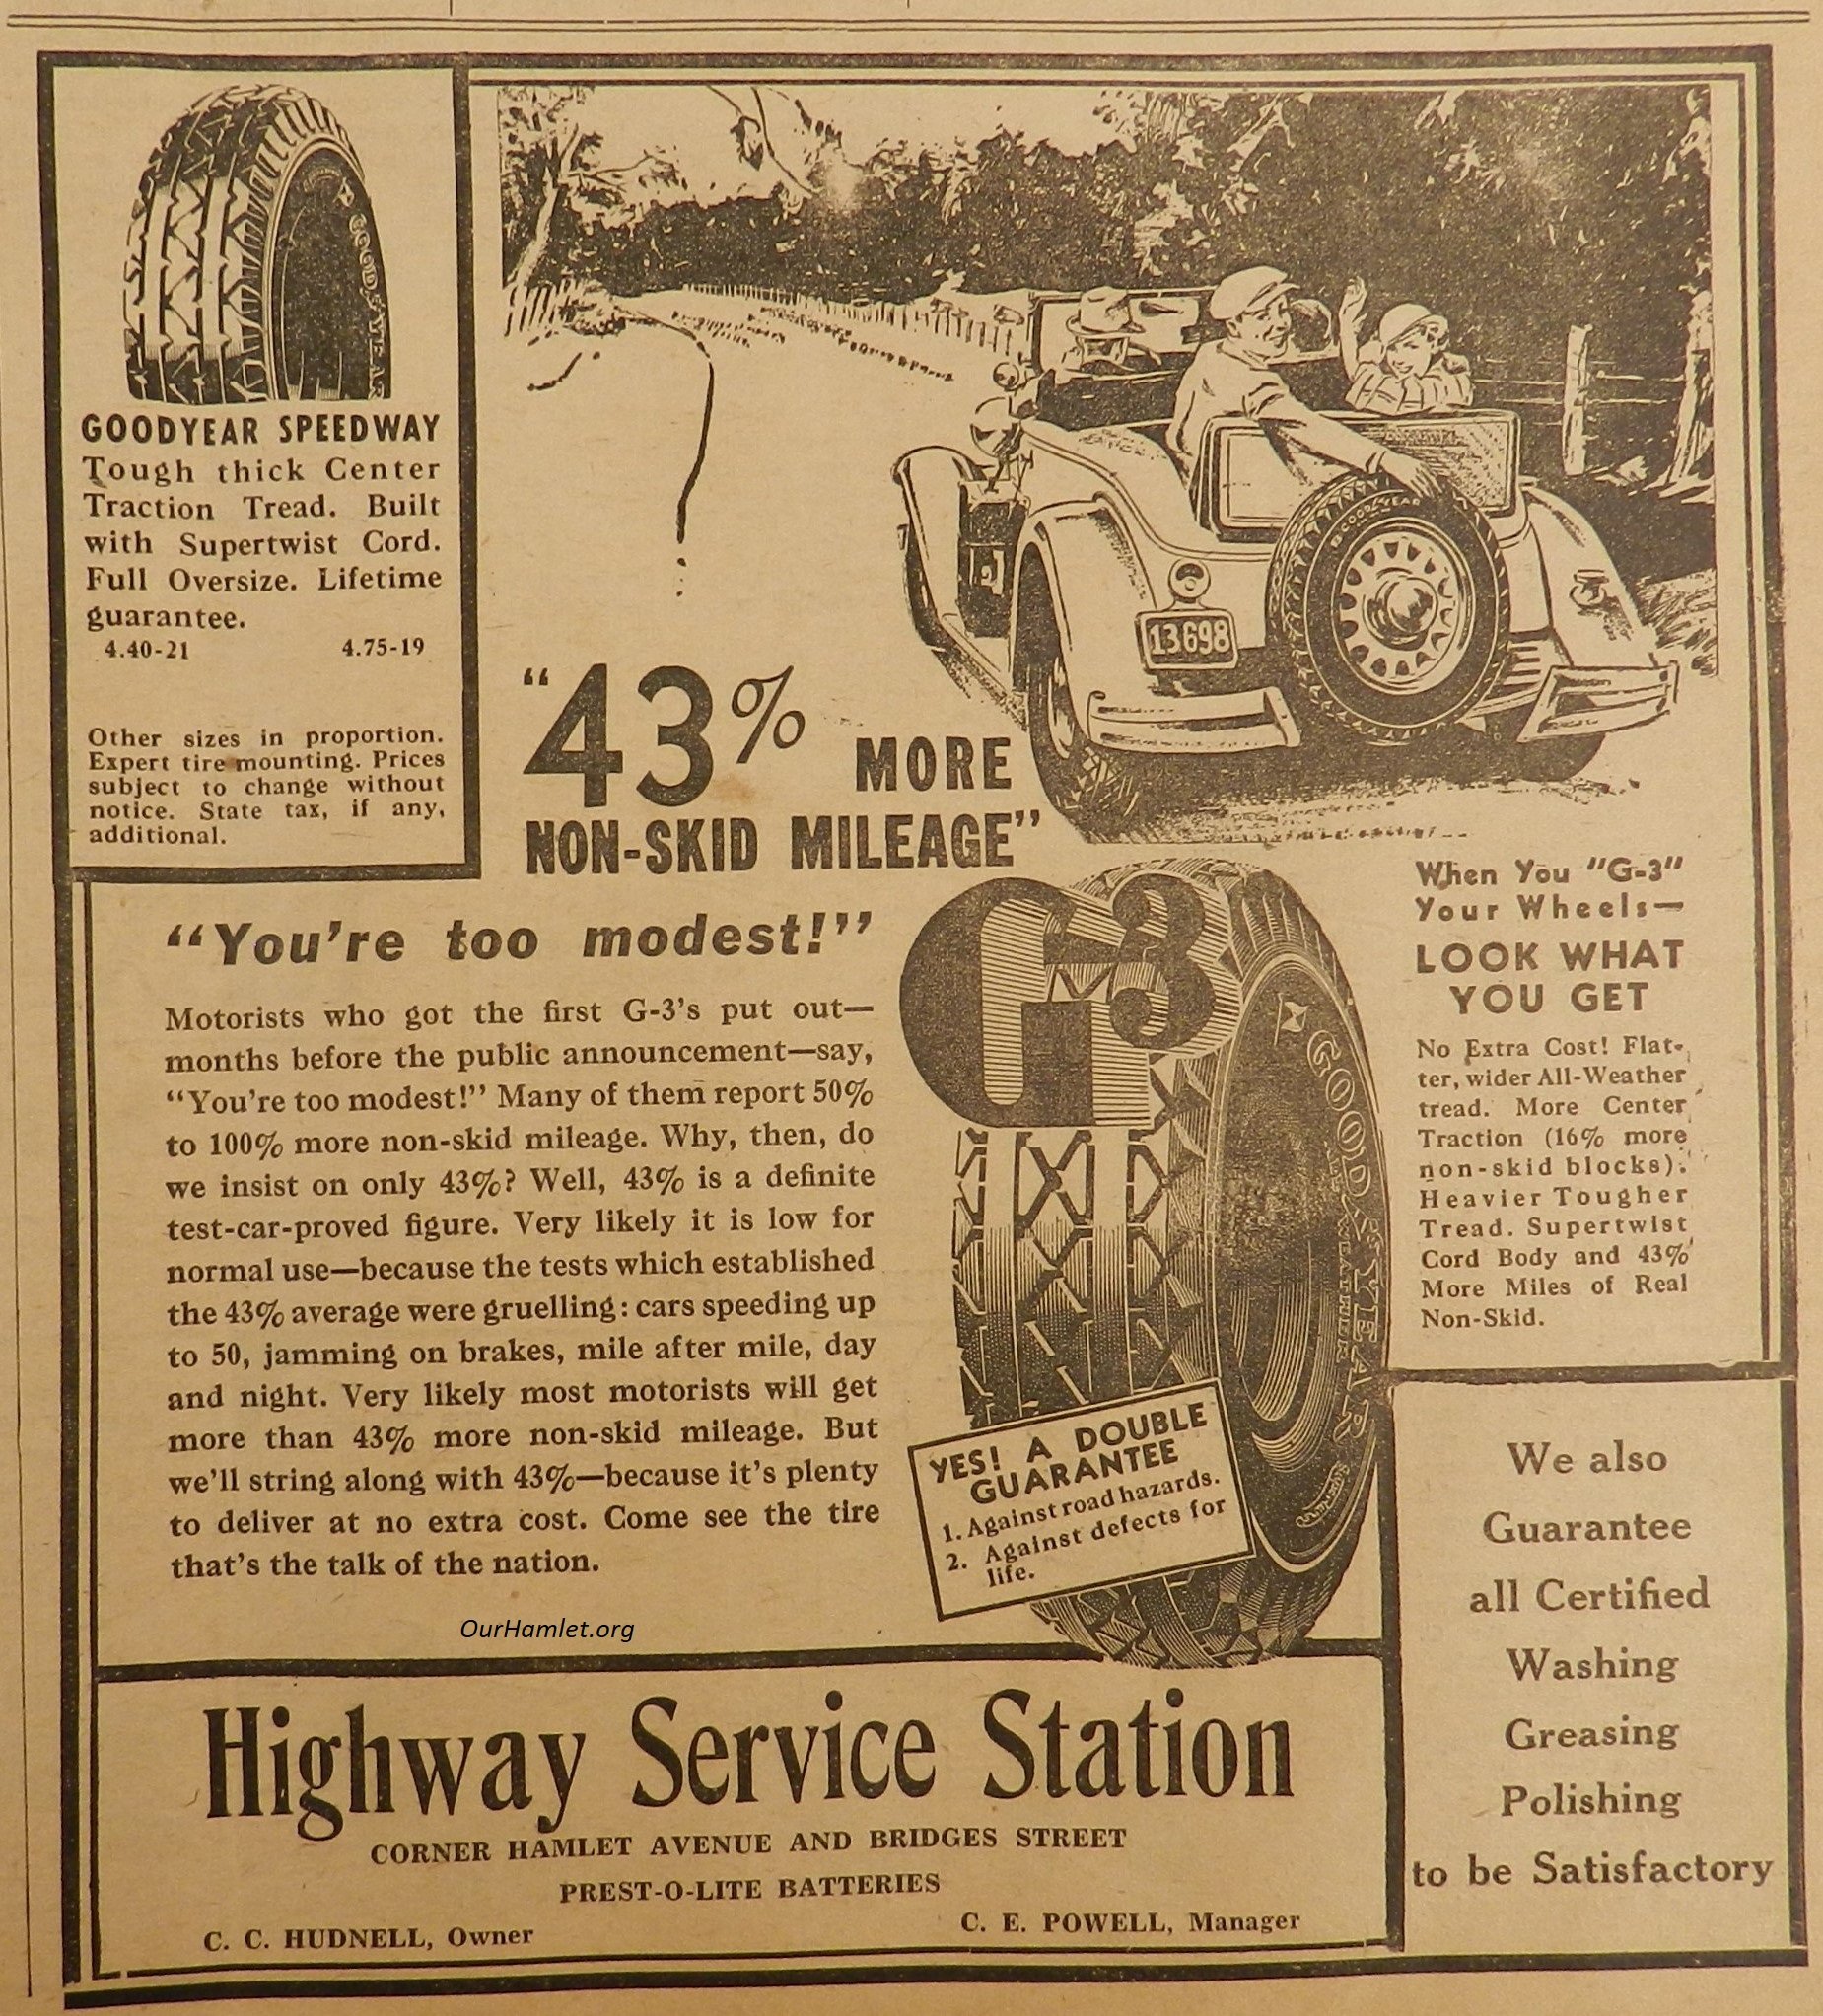 GOODYEAR
GOODYEAR SPEEDWAY
Tough thick Center
Traction Tread. Built
with Supertwist Cord.
Full Oversize. Lifetime
guarantee.
4.40-21 4.75-19
Other sizes in proportion.
Expert tire mounting. Prices
subject to change without
notice. State tax, if any,
additional.
GOODYEAR
13698
"43% MORE
NON-SKID MILEAGE"
"You're too modest!"
Motorists who got the first G-3's put out—
months before the public announcement—say,
"You're too modest!" Many of them report 50%
to 100% more non-skid mileage. Why, then, do
we insist on only 43%? Well, 43% is a definite
test-car-proved figure. Very likely it is low for
normal use—because the tests which established
the 43% average were gruelling: cars speeding up
to 50, jamming on brakes, mile after mile, day
and night. Very likely most motorists will get
more than 43% more non-skid mileage. But
we'll string along with 43%—because it's plenty
to deliver at no extra cost. Come see the tire
that's the talk of the nation.
OurHamlet.org
G-3
GOODYEAR
ALL-WEATHER
YES! A DOUBLE
GUARANTEE
1. Against road hazards.
2. Against defects for
life.
When You "G-3"
Your Wheels—
LOOK WHAT
YOU GET
No Extra Cost! Flat-
ter, wider All-Weather
tread. More Center
Traction (16% more
non-skid blocks).
Heavier Tougher
Tread. Supertwist
Cord Body and 43%
More Miles of Real
Non-Skid.
We also
Guarantee
all Certified
Washing
Greasing
Polishing
to be Satisfactory
Highway Service Station
CORNER HAMLET AVENUE AND BRIDGES STREET
PREST-O-LITE BATTERIES
C. C. HUDNELL, Owner C. E. POWELL, Manager